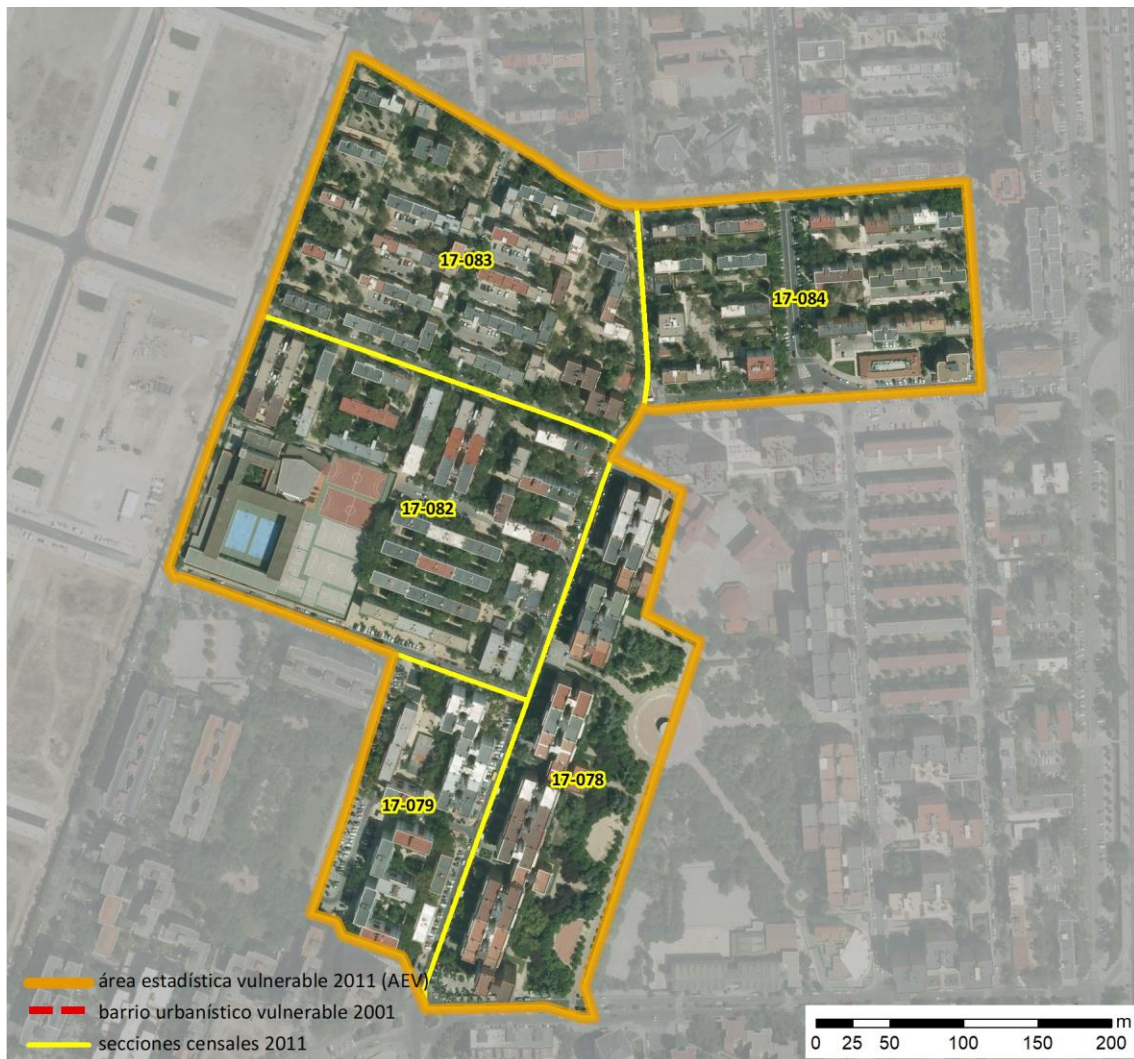 17-083
17-084
17-082
17-078
17-079
área estadística vulnerable 2011 (AEV)
barrio urbanístico vulnerable 2001
secciones censales 2011
m
0 25 50 100 150 200